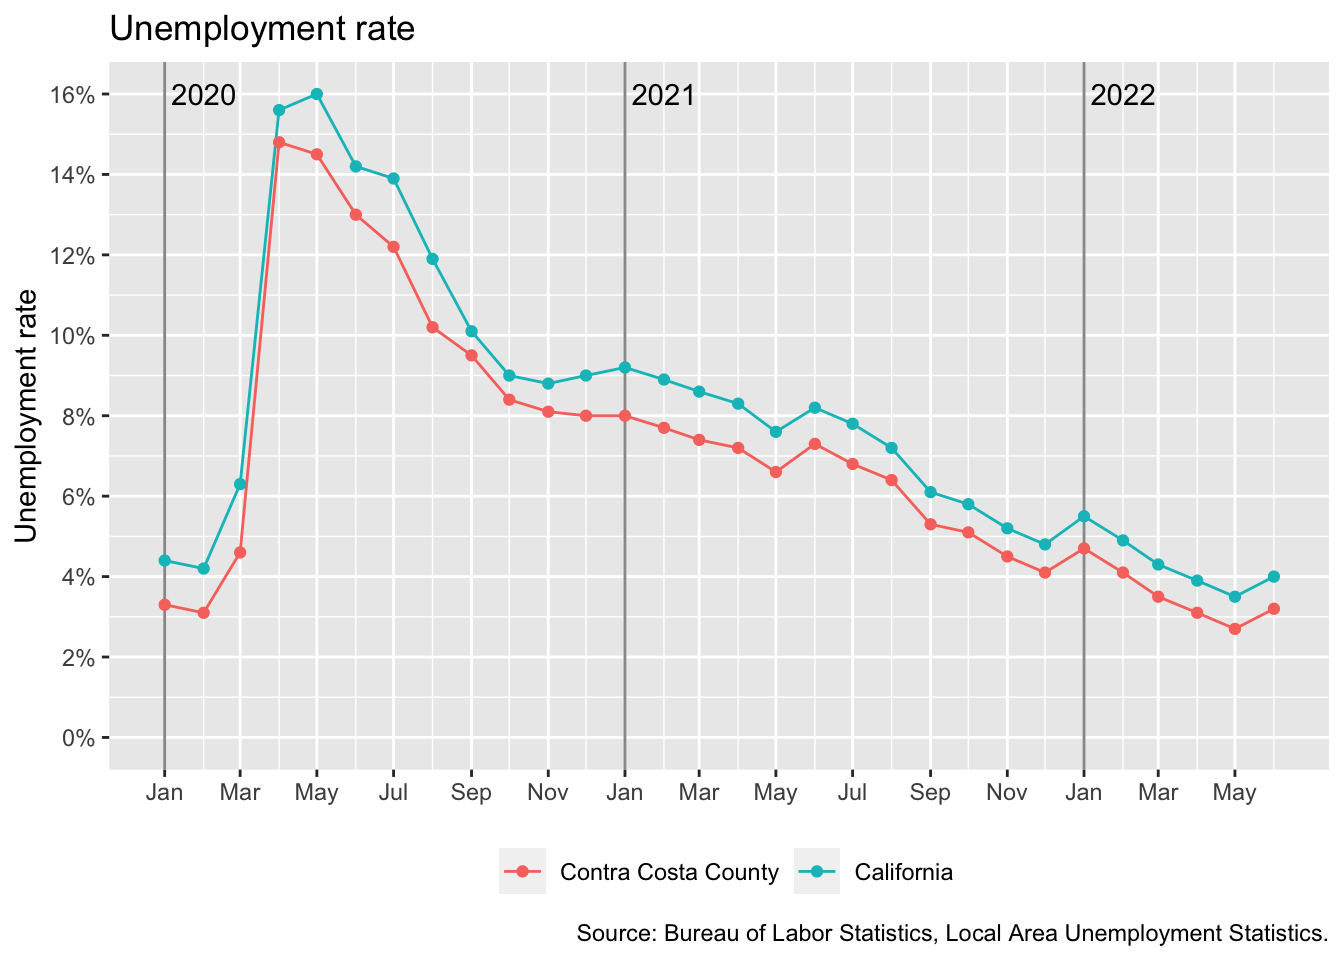 Unemployment rate
2020 2021 2022
16%
14%
12%
10%
8%
6%
4%
2%
0%
Unemployment rate
Jan Mar May Jul Sep Nov Jan Mar May Jul Sep Nov Jan Mar May
Contra Costa County California
Source: Bureau of Labor Statistics, Local Area Unemployment Statistics.